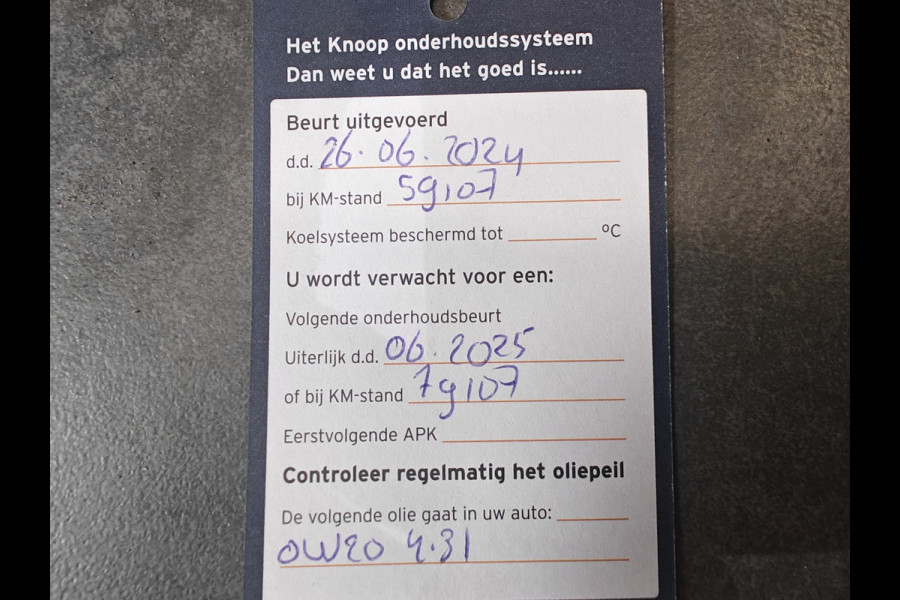 Het Knoop onderhoudssysteem
Dan weet u dat het goed is......
Beurt uitgevoerd
d.d. 26.06.2024
bij KM-stand 59107
Koelsysteem beschermd tot °C
U wordt verwacht voor een:
Volgende onderhoudsbeurt
Uiterlijk d.d. 06.2025
of bij KM-stand 79107
Eerstvolgende APK
Controleer regelmatig het oliepeil
De volgende olie gaat in uw auto:
0W20 4.3l